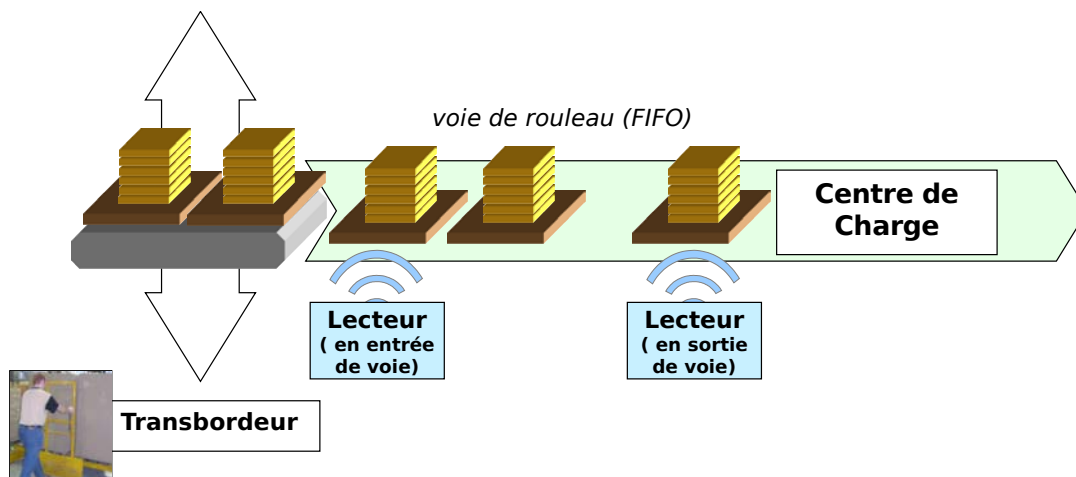 voie de rouleau (FIFO)
Centre de
Charge
Lecteur
( en entrée
de voie)
Lecteur
( en sortie
de voie)
Transbordeur